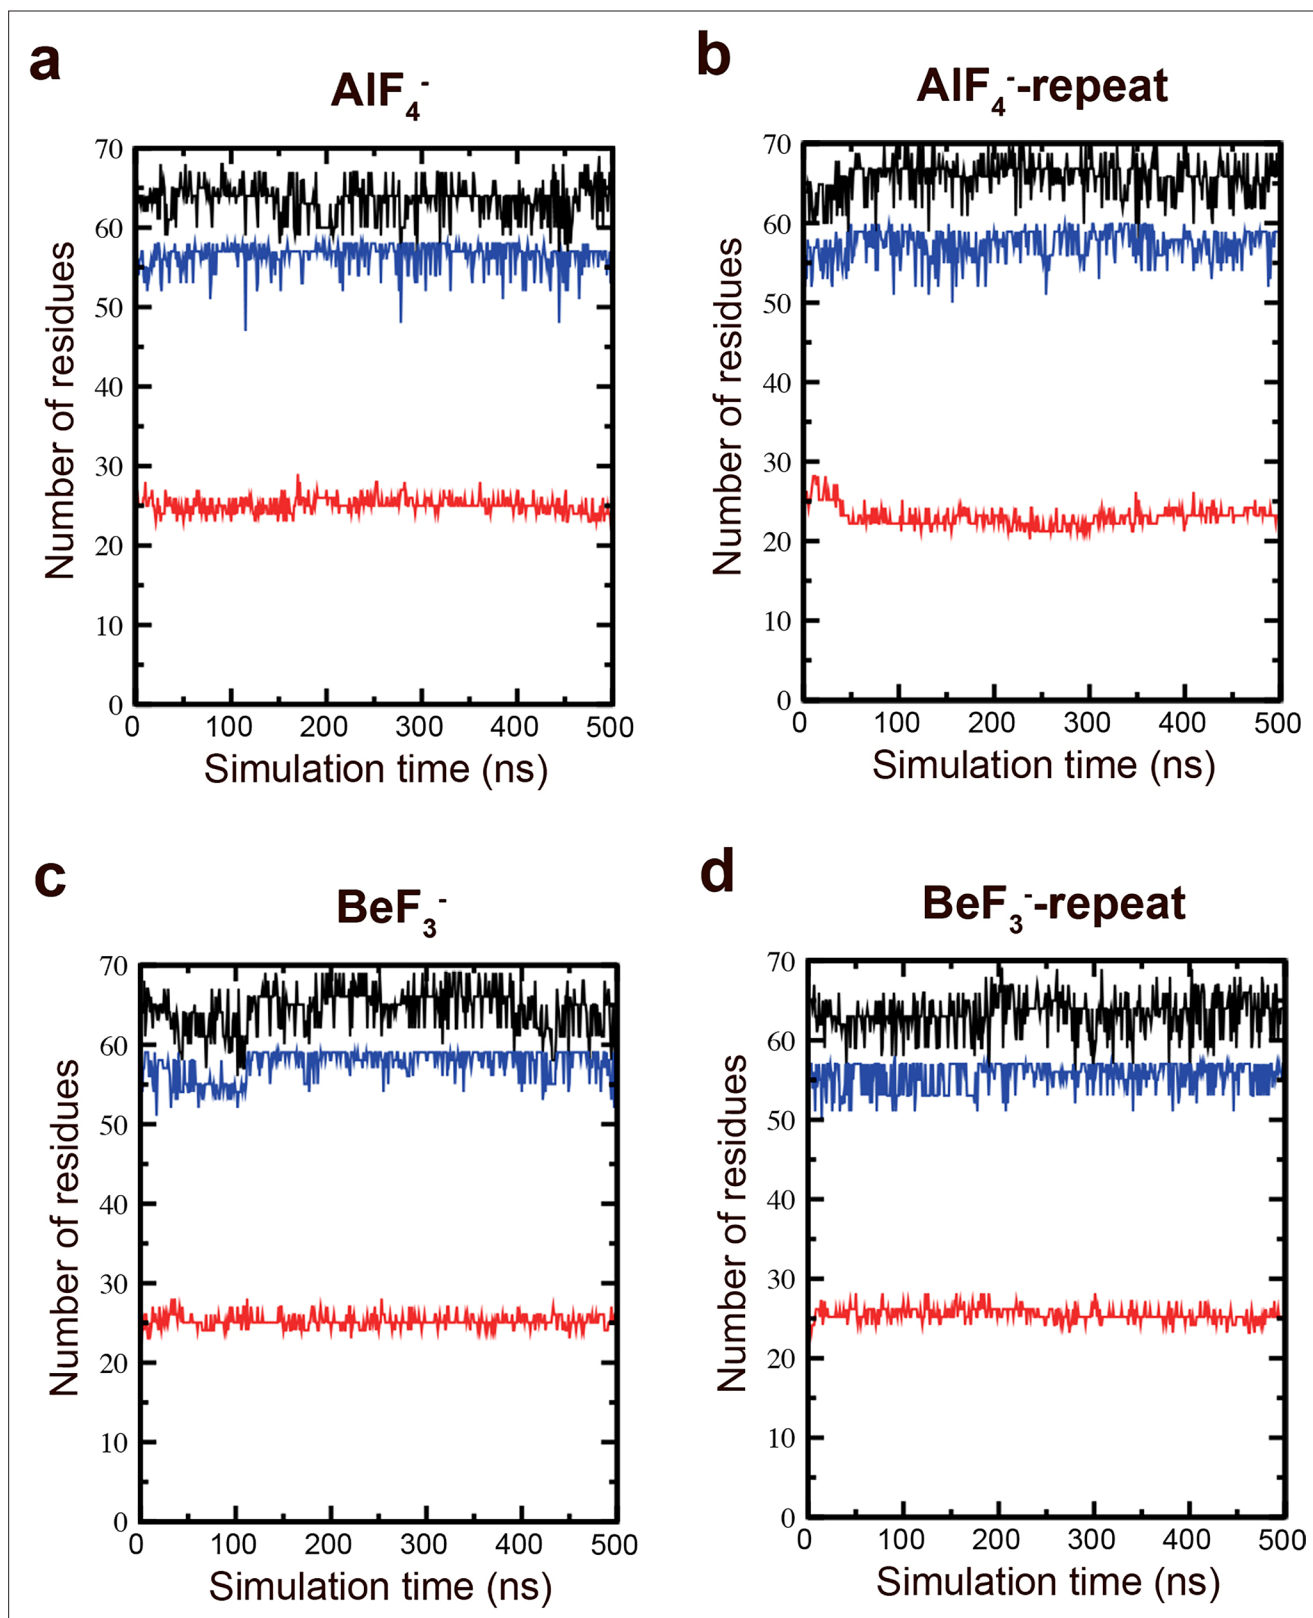 a
AlF₄⁻
70
60
50
40
30
20
10
0
Number of residues
0 100 200 300 400 500
Simulation time (ns)
b
AlF₄⁻-repeat
70
60
50
40
30
20
10
0
Number of residues
0 100 200 300 400 500
Simulation time (ns)
c
BeF₃⁻
70
60
50
40
30
20
10
0
Number of residues
0 100 200 300 400 500
Simulation time (ns)
d
BeF₃⁻-repeat
70
60
50
40
30
20
10
0
Number of residues
0 100 200 300 400 500
Simulation time (ns)